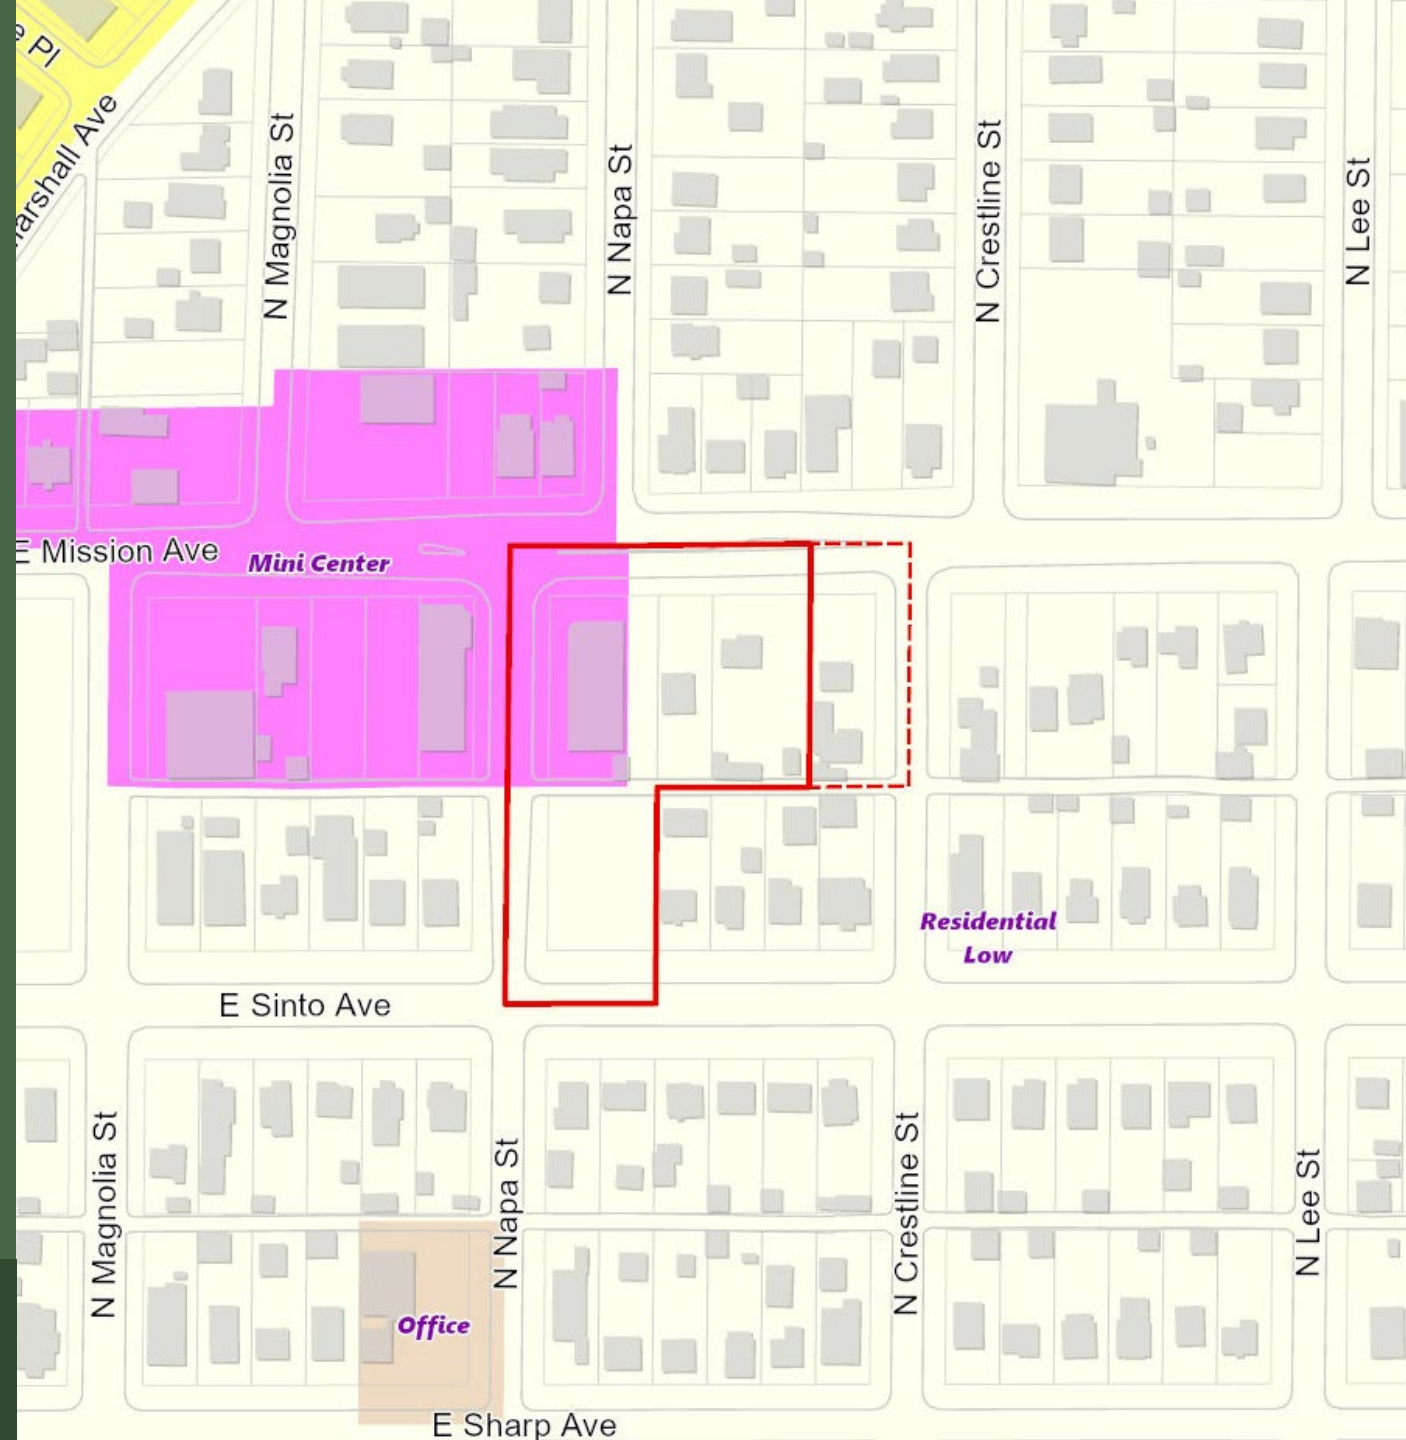 e Pl
arshall Ave
N Magnolia St
N Napa St
N Crestline St
N Lee St
E Mission Ave
Mini Center
Residential
Low
E Sinto Ave
N Magnolia St
N Napa St
N Crestline St
N Lee St
Office
E Sharp Ave